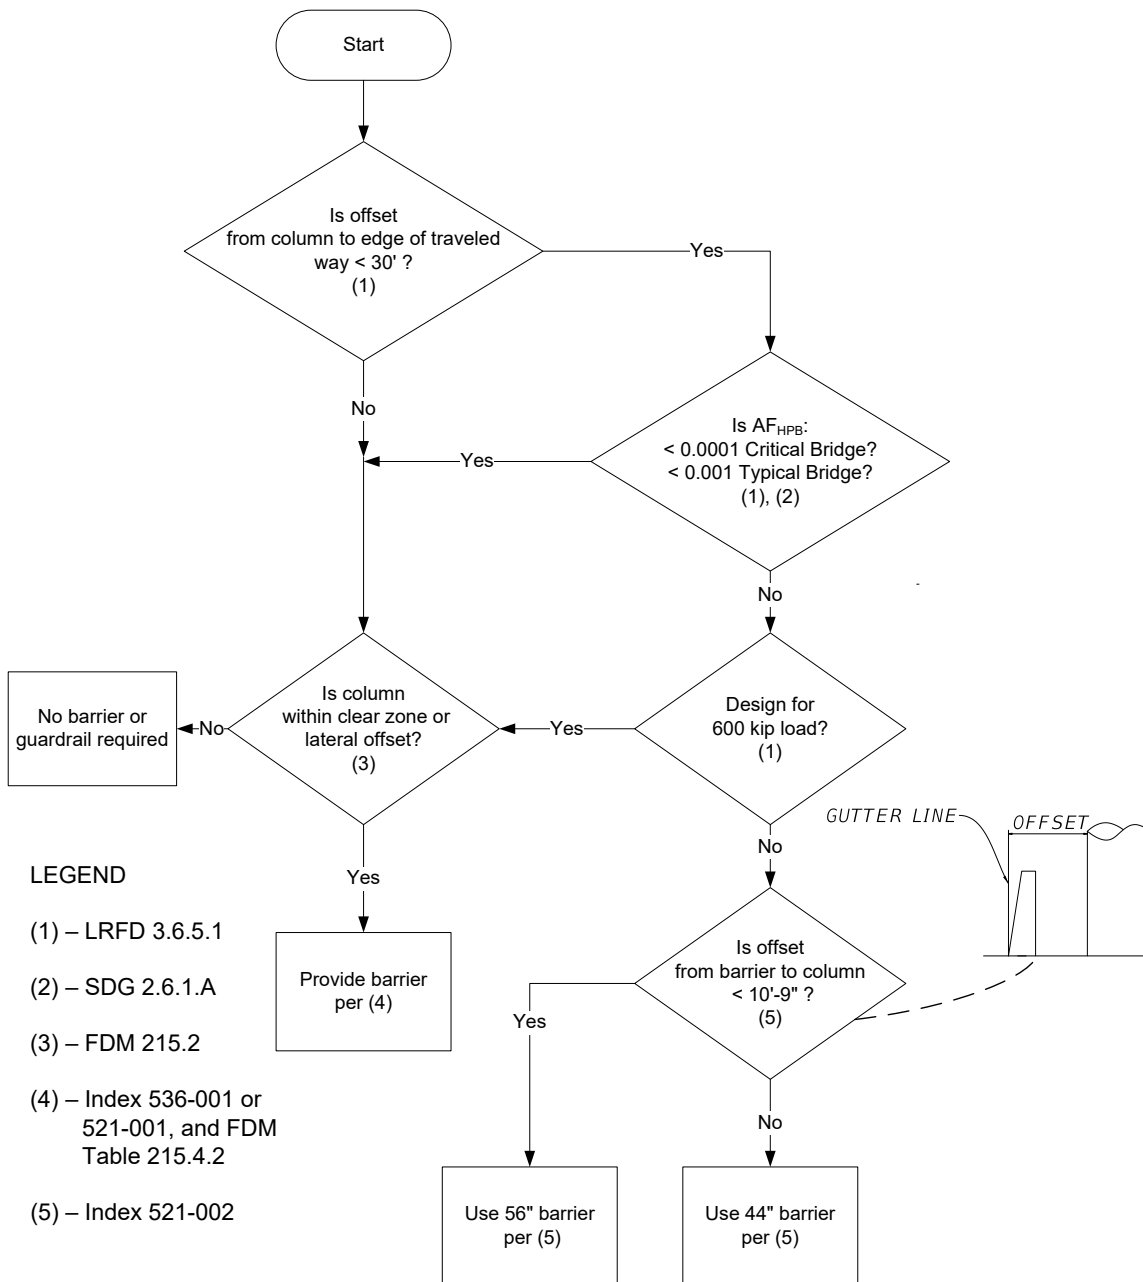 Start
Is offset
from column to edge of traveled
way < 30' ?
(1)
Yes
No
Is AFHPB:
< 0.0001 Critical Bridge?
< 0.001 Typical Bridge?
(1), (2)
Yes
No
No barrier or
guardrail required
No
Is column
within clear zone or
lateral offset?
(3)
Yes
Design for
600 kip load?
(1)
GUTTER LINE
OFFSET
No
Yes
LEGEND
(1) – LRFD 3.6.5.1
(2) – SDG 2.6.1.A
(3) – FDM 215.2
(4) – Index 536-001 or
521-001, and FDM
Table 215.4.2
(5) – Index 521-002
Provide barrier
per (4)
Is offset
from barrier to column
< 10'-9" ?
(5)
Yes
No
Use 56" barrier
per (5)
Use 44" barrier
per (5)